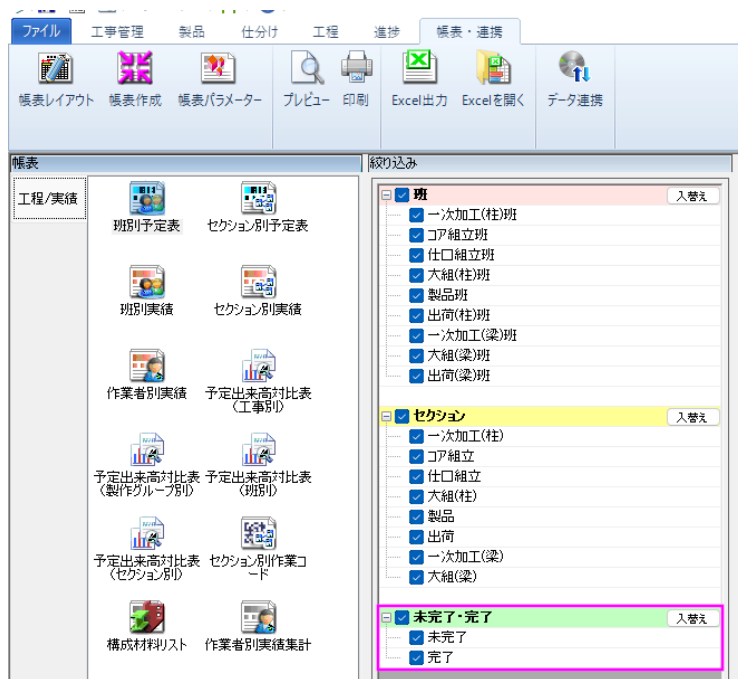 ファイル 工事管理 製品 仕分け 工程 進捗 帳表・連携
帳表レイアウト 帳表作成 帳表パラメーター プレビュー 印刷 Excel出力 Excelを開く データ連携
帳表
工程/実績
班別予定表 セクション別予定表
班別実績 セクション別実績
作業者別実績 予定出来高対比表
(工事別)
予定出来高対比表 予定出来高対比表
(製作グループ別) (班別)
予定出来高対比表 セクション別作業コ
(セクション別) ード
構成材料リスト 作業者別実績集計
絞り込み
班 入替え
一次加工(柱)班
コア組立班
仕口組立班
大組(柱)班
製品班
出荷(柱)班
一次加工(梁)班
大組(梁)班
出荷(梁)班
セクション 入替え
一次加工(柱)
コア組立
仕口組立
大組(柱)
製品
出荷
一次加工(梁)
大組(梁)
未完了・完了 入替え
未完了
完了